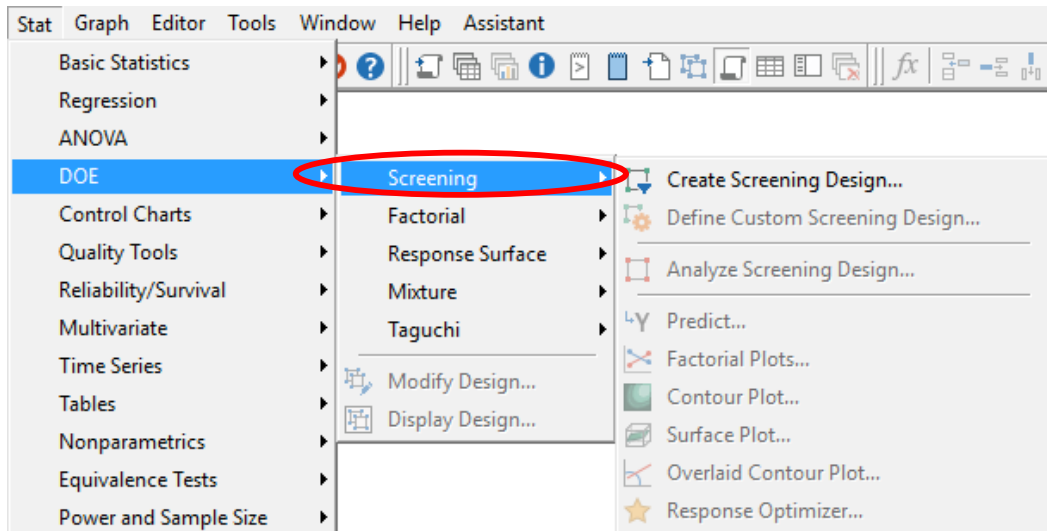 Stat Graph Editor Tools Window Help Assistant
Basic Statistics
Regression
ANOVA
DOE
Control Charts
Quality Tools
Reliability/Survival
Multivariate
Time Series
Tables
Nonparametrics
Equivalence Tests
Power and Sample Size
Screening
Factorial
Response Surface
Mixture
Taguchi
Modify Design...
Display Design...
Create Screening Design...
Define Custom Screening Design...
Analyze Screening Design...
Predict...
Factorial Plots...
Contour Plot...
Surface Plot...
Overlaid Contour Plot...
Response Optimizer...